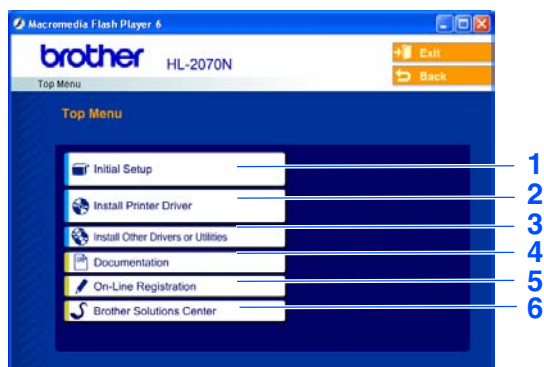 Macromedia Flash Player 6
brother HL-2070N
Exit
Back
Top Menu
Top Menu
Initial Setup 1
Install Printer Driver 2
Install Other Drivers or Utilities 3
Documentation 4
On-Line Registration 5
Brother Solutions Center 6